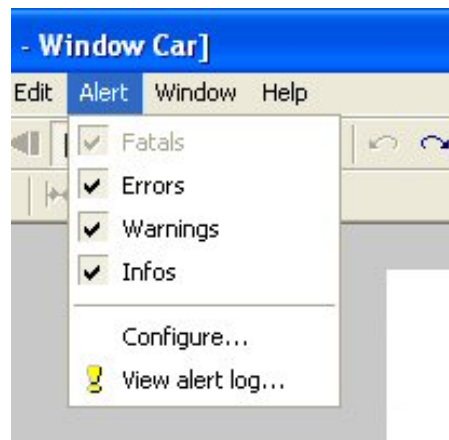 - Window Car]
Edit Alert Window Help
Fatals
Errors
Warnings
Infos
Configure...
View alert log...